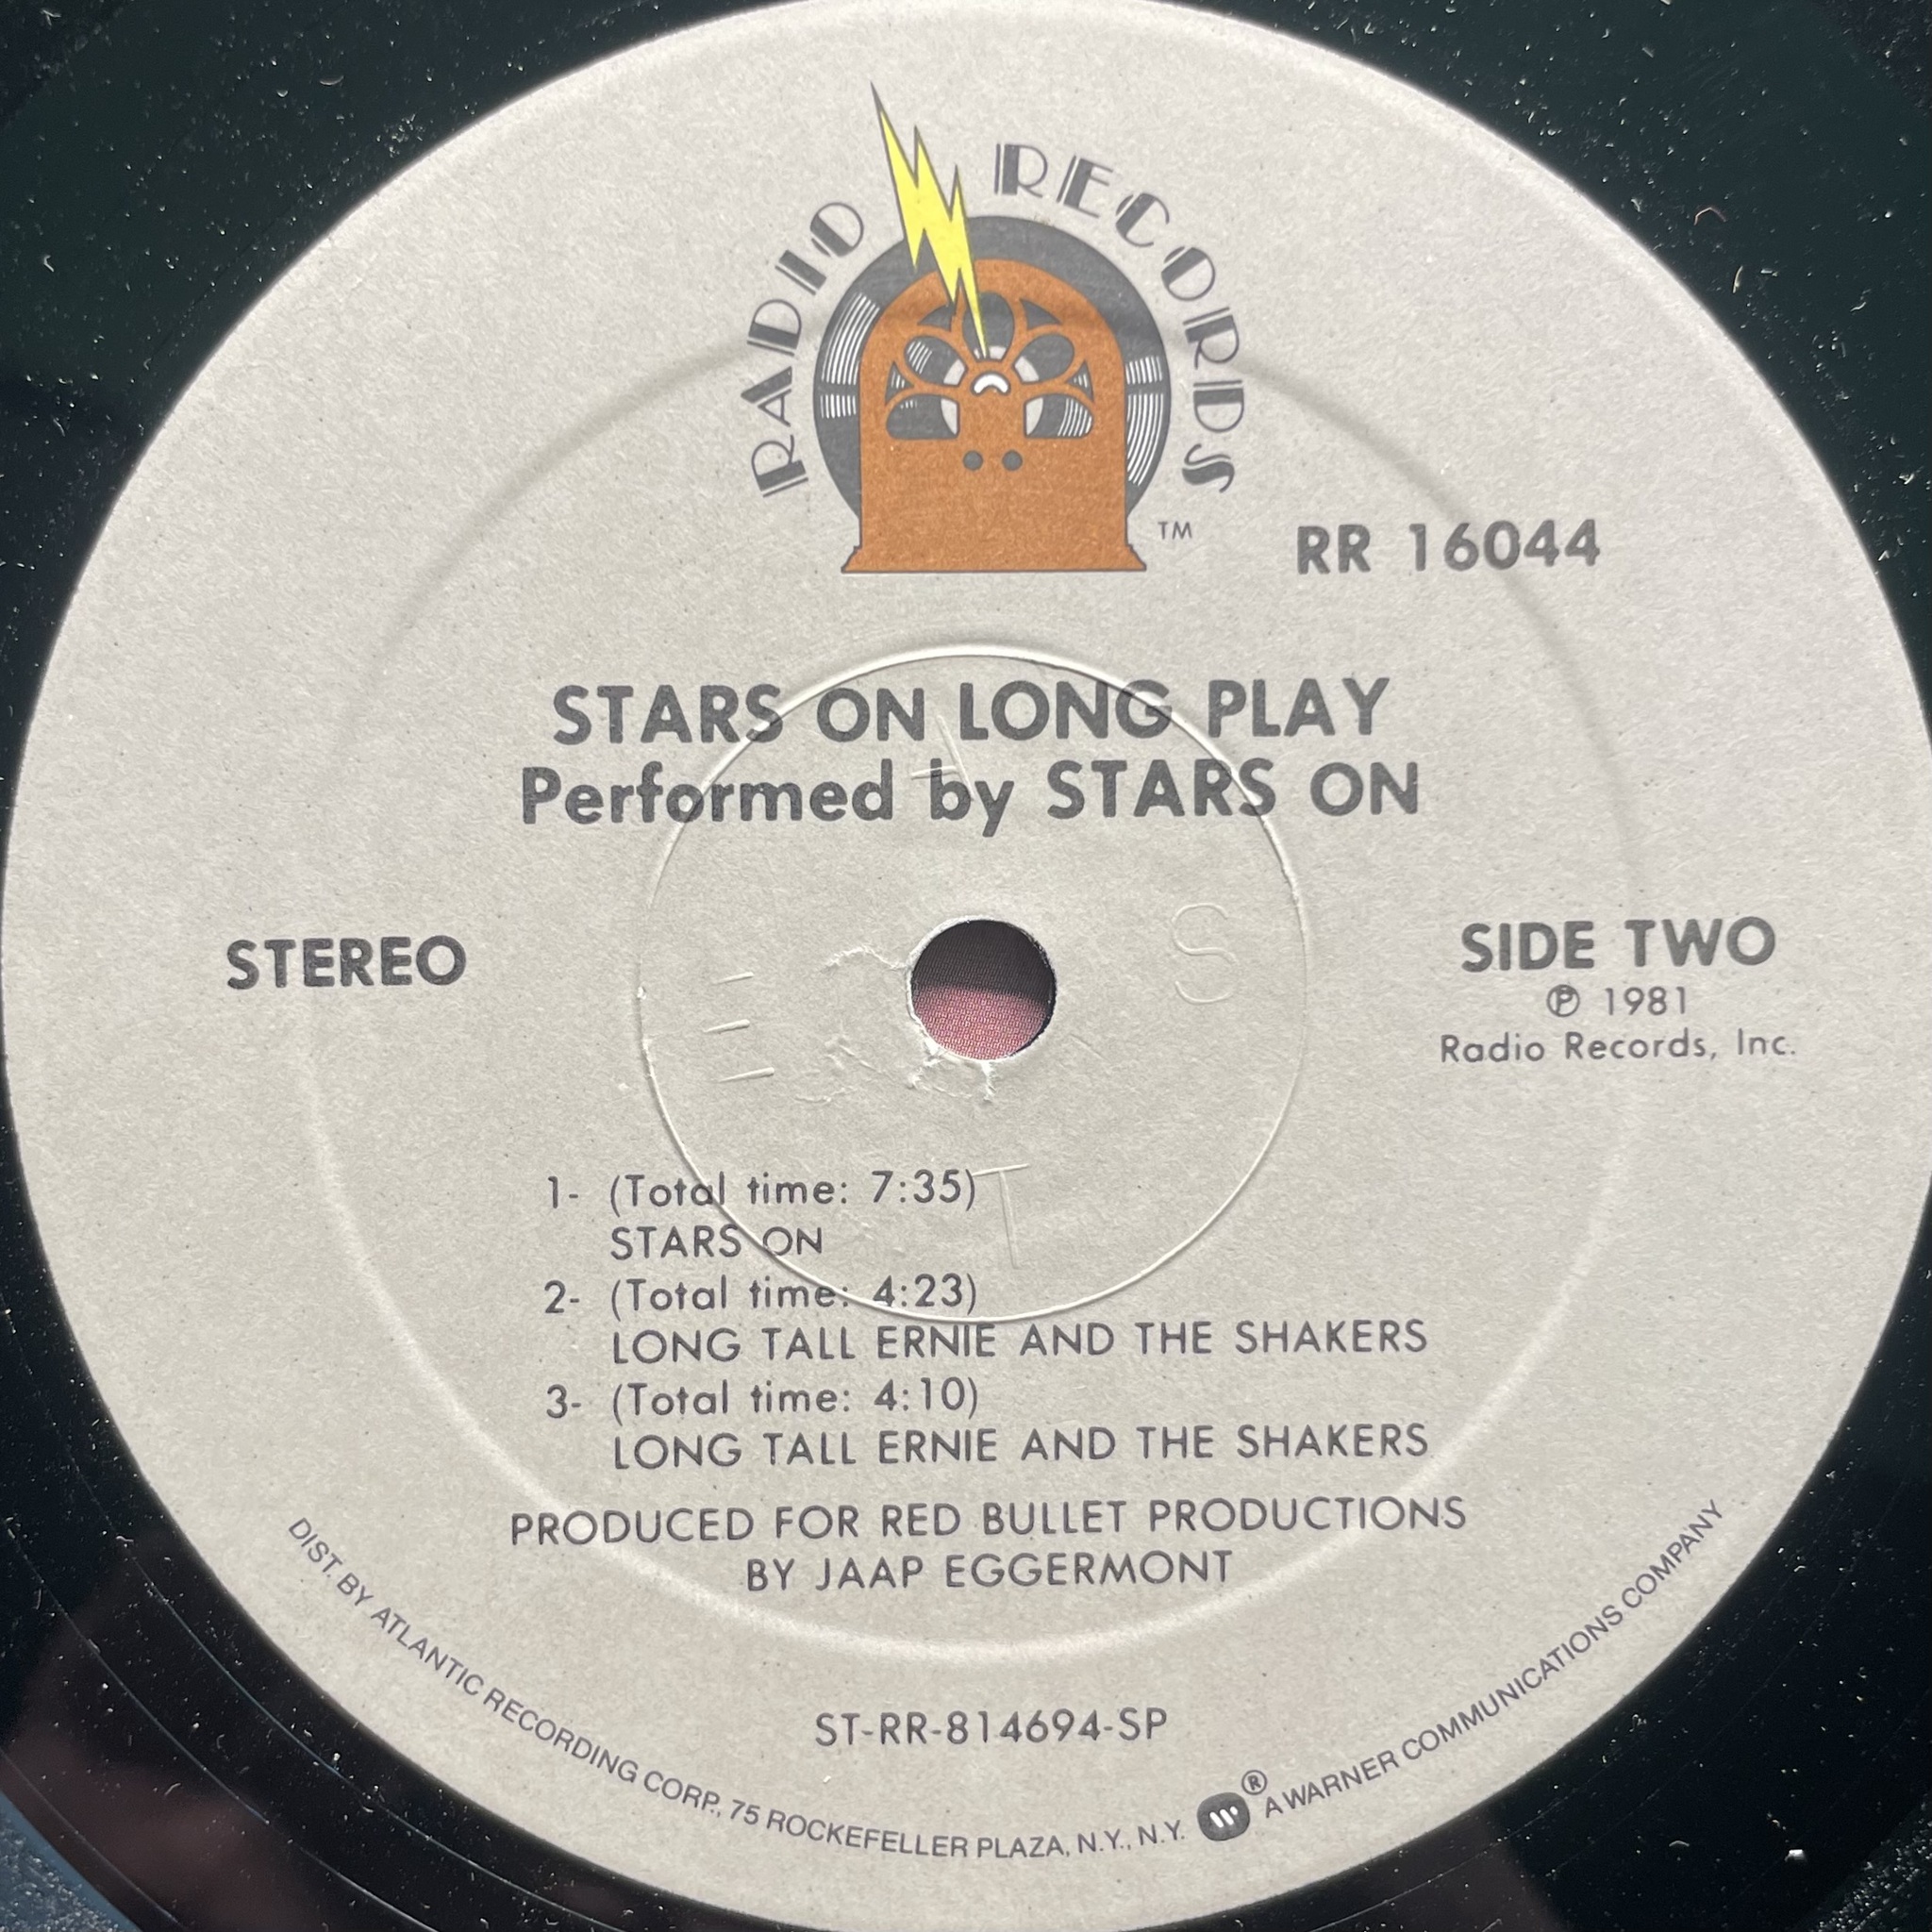 RADIO RECORDS
TM
RR 16044
STARS ON LONG PLAY
Performed by STARS ON
STEREO
SIDE TWO
℗ 1981
Radio Records, Inc.
1- (Total time: 7:35)
STARS ON
2- (Total time: 4:23)
LONG TALL ERNIE AND THE SHAKERS
3- (Total time: 4:10)
LONG TALL ERNIE AND THE SHAKERS
PRODUCED FOR RED BULLET PRODUCTIONS
BY JAAP EGGERMONT
ST-RR-814694-SP
DIST. BY ATLANTIC RECORDING CORP., 75 ROCKEFELLER PLAZA, N.Y., N.Y. ® A WARNER COMMUNICATIONS COMPANY